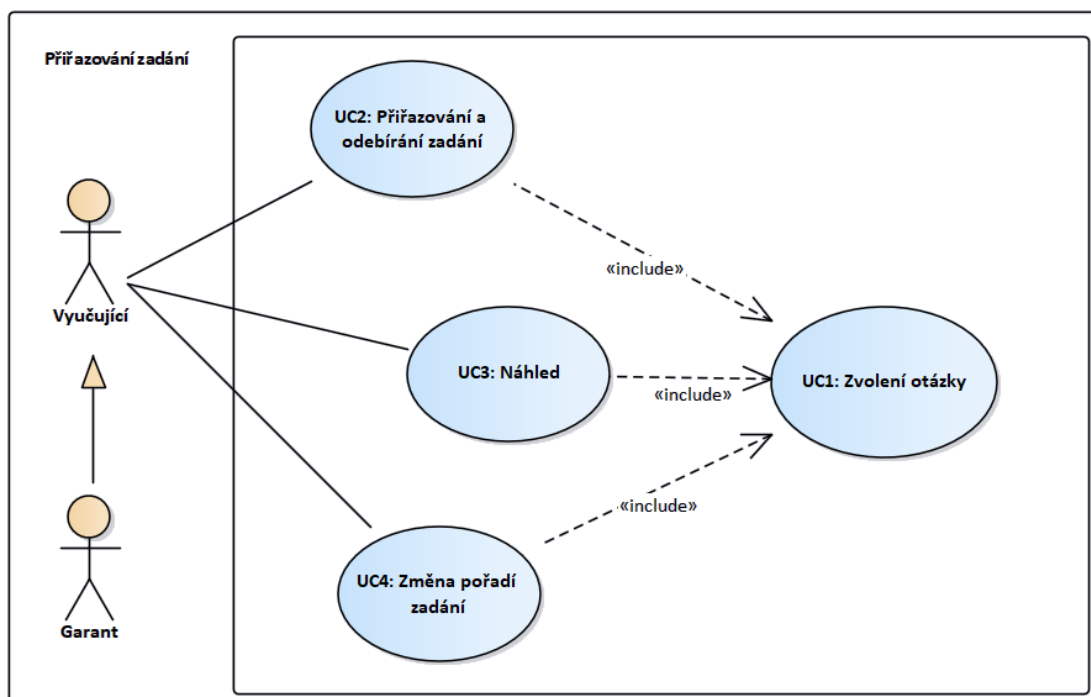 Přiřazování zadání
UC2: Přiřazování a
odebírání zadání
«include»
Vyučující
UC3: Náhled
UC1: Zvolení otázky
«include»
«include»
UC4: Změna pořadí
zadání
Garant